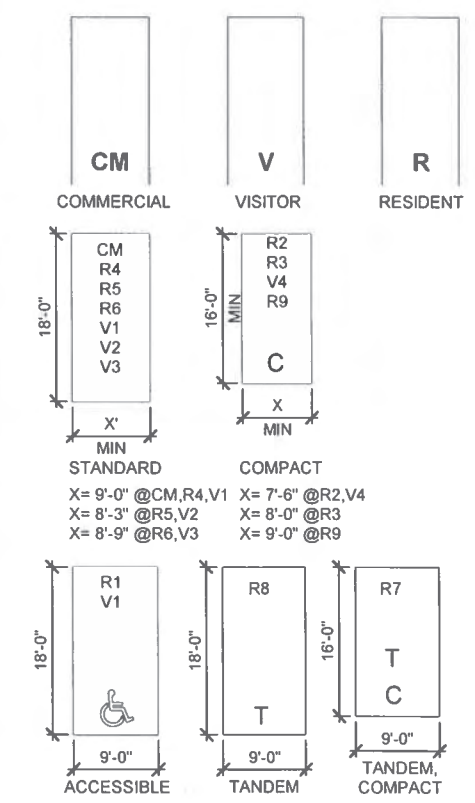 CM V R
COMMERCIAL VISITOR RESIDENT
18'-0"
CM
R4
R5
R6
V1
V2
V3
X'
MIN
STANDARD
X= 9'-0" @CM,R4,V1
X= 8'-3" @R5,V2
X= 8'-9" @R6,V3
16'-0"
MIN
R2
R3
V4
R9
C
X
MIN
COMPACT
X= 7'-6" @R2,V4
X= 8'-0" @R3
X= 9'-0" @R9
18'-0"
R1
V1
9'-0"
ACCESSIBLE
18'-0"
R8
T
9'-0"
TANDEM
16'-0"
R7
T
C
9'-0"
TANDEM,
COMPACT